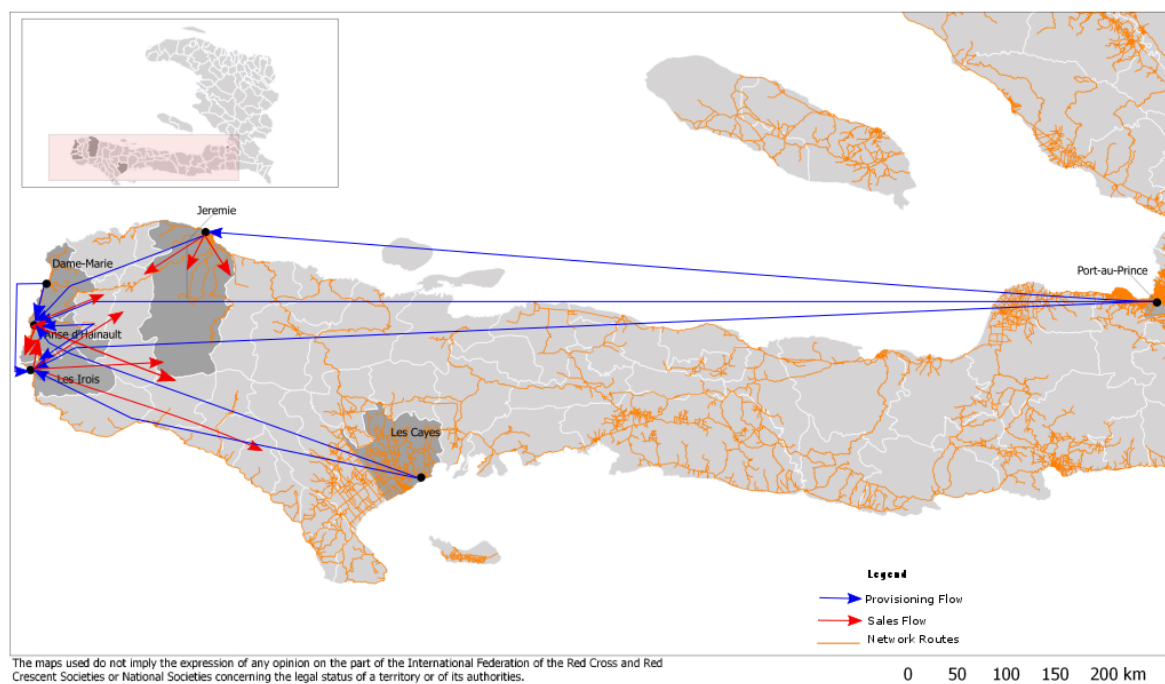 Jeremie
Dame-Marie
Port-au-Prince
Anse d'Hainault
Les Irois
Les Cayes
Legend
Provisioning Flow
Sales Flow
Network Routes
The maps used do not imply the expression of any opinion on the part of the International Federation of the Red Cross and Red
Crescent Societies or National Societies concerning the legal status of a territory or of its authorities.
0 50 100 150 200 km